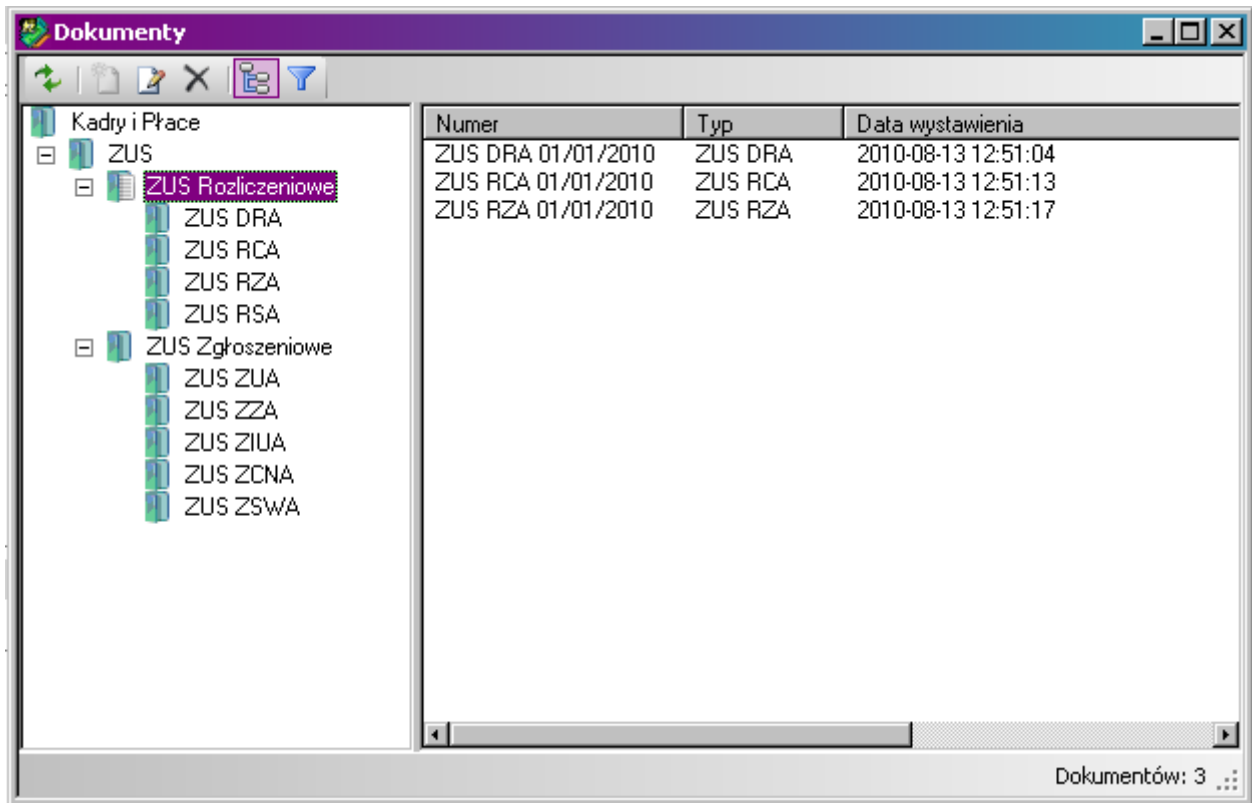 Dokumenty
Kadry i Płace
ZUS
ZUS Rozliczeniowe
ZUS DRA
ZUS RCA
ZUS RZA
ZUS RSA
ZUS Zgłoszeniowe
ZUS ZUA
ZUS ZZA
ZUS ZIUA
ZUS ZCNA
ZUS ZSWA
Numer Typ Data wystawienia
ZUS DRA 01/01/2010 ZUS DRA 2010-08-13 12:51:04
ZUS RCA 01/01/2010 ZUS RCA 2010-08-13 12:51:13
ZUS RZA 01/01/2010 ZUS RZA 2010-08-13 12:51:17
Dokumentów: 3